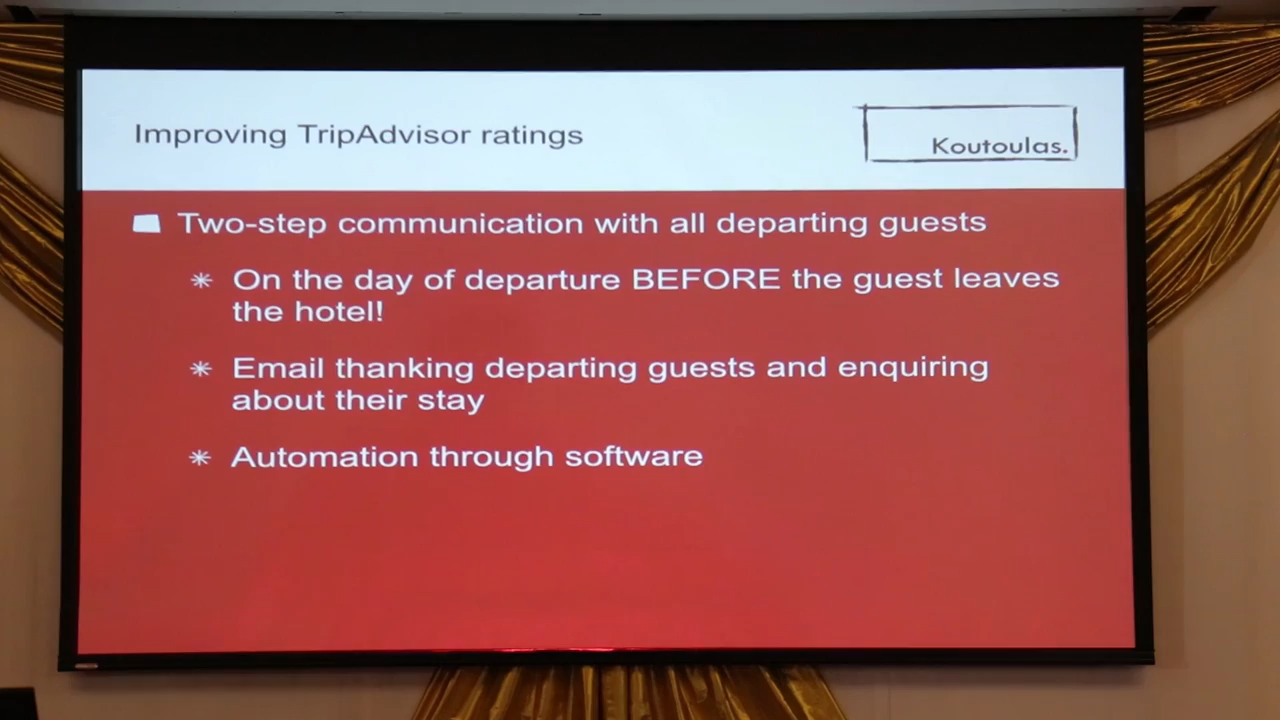 Improving TripAdvisor ratings
Koutoulas.
Two-step communication with all departing guests
On the day of departure BEFORE the guest leaves
the hotel!
Email thanking departing guests and enquiring
about their stay
Automation through software